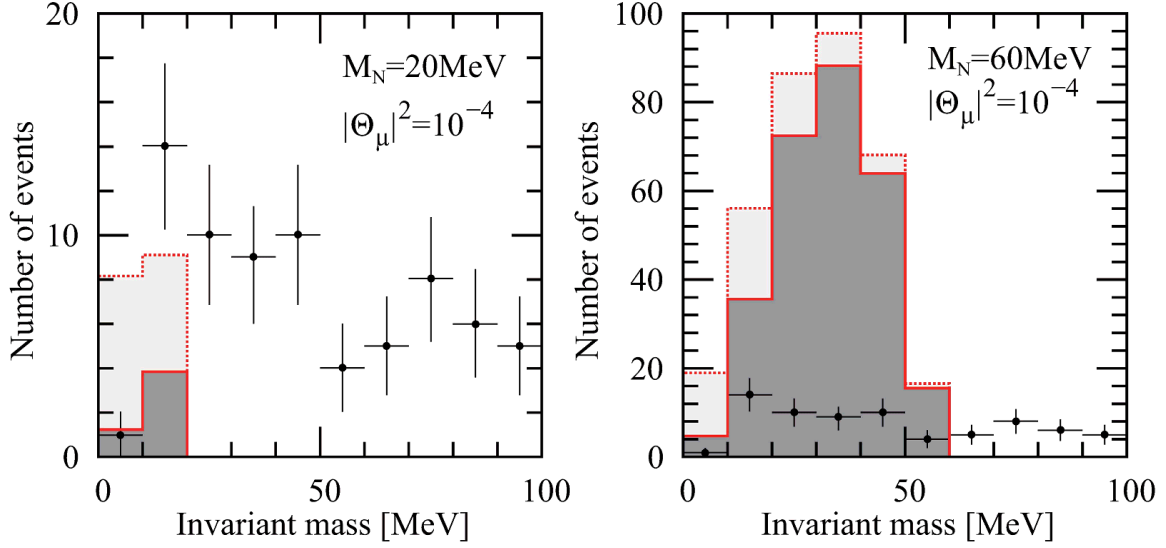 20
10
0
Number of events
M_N=20MeV
|Θ_μ|²=10⁻⁴
0 50 100
Invariant mass [MeV]
100
80
60
40
20
0
Number of events
M_N=60MeV
|Θ_μ|²=10⁻⁴
0 50 100
Invariant mass [MeV]